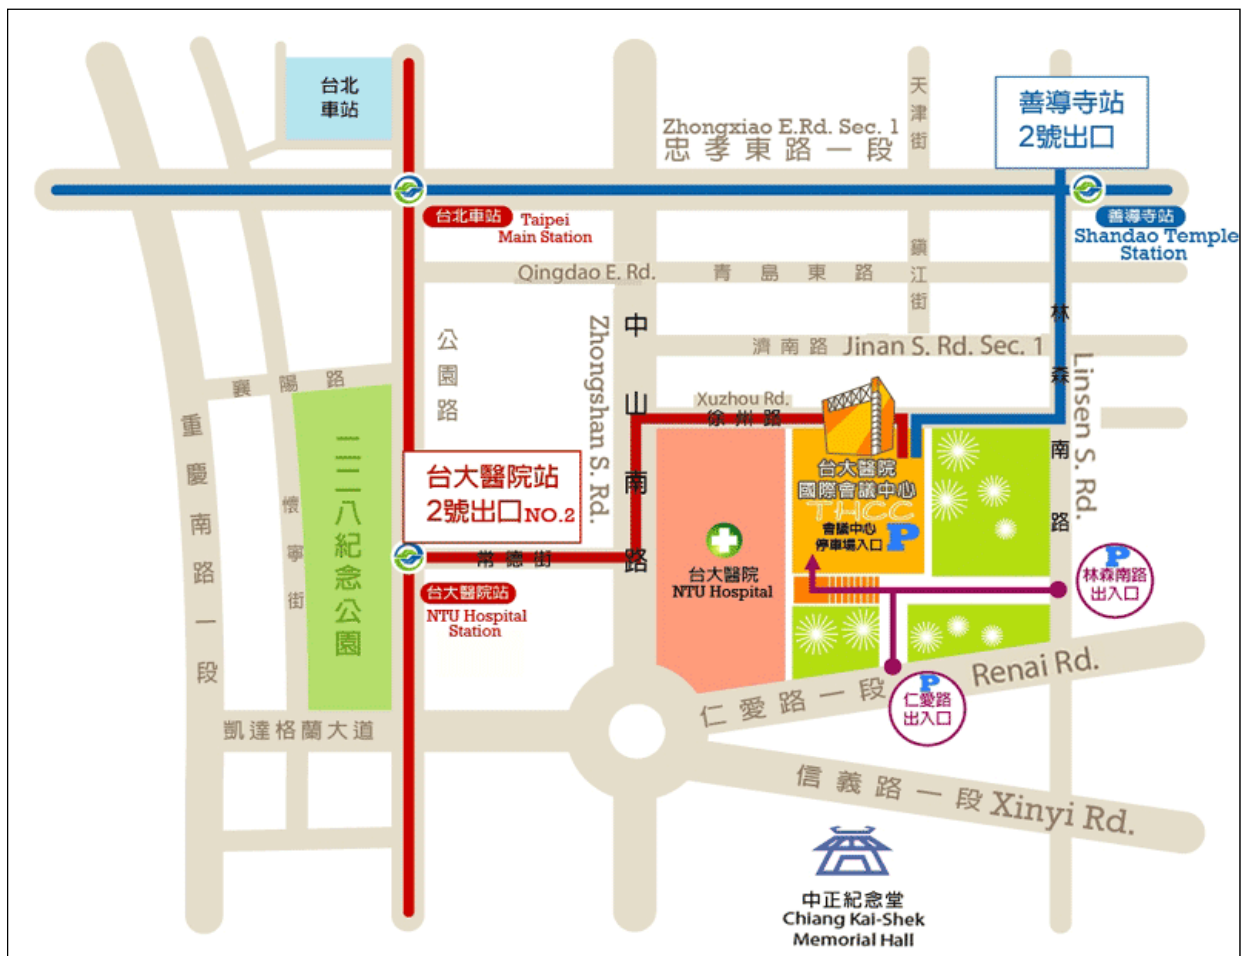 台北
車站
Zhongxiao E.Rd. Sec. 1
忠孝東路一段
天津街
善導寺站
2號出口
台北車站
Taipei
Main Station
善導寺站
Shandao Temple
Station
Qingdao E. Rd.
青島東路
鎮江街
公園路
Zhongshan S. Rd.
中山南路
濟南路 Jinan S. Rd. Sec. 1
林森南路
Linsen S. Rd.
襄陽路
Xuzhou Rd.
徐州路
重慶南路一段
懷寧街
二二八紀念公園
台大醫院站
2號出口NO.2
常德街
台大醫院站
NTU Hospital
Station
台大醫院
NTU Hospital
台大醫院
國際會議中心
THCC
會議中心
停車場入口
P
P
林森南路
出入口
P
仁愛路
出入口
仁愛路一段 Renai Rd.
凱達格蘭大道
信義路一段 Xinyi Rd.
中正紀念堂
Chiang Kai-Shek
Memorial Hall